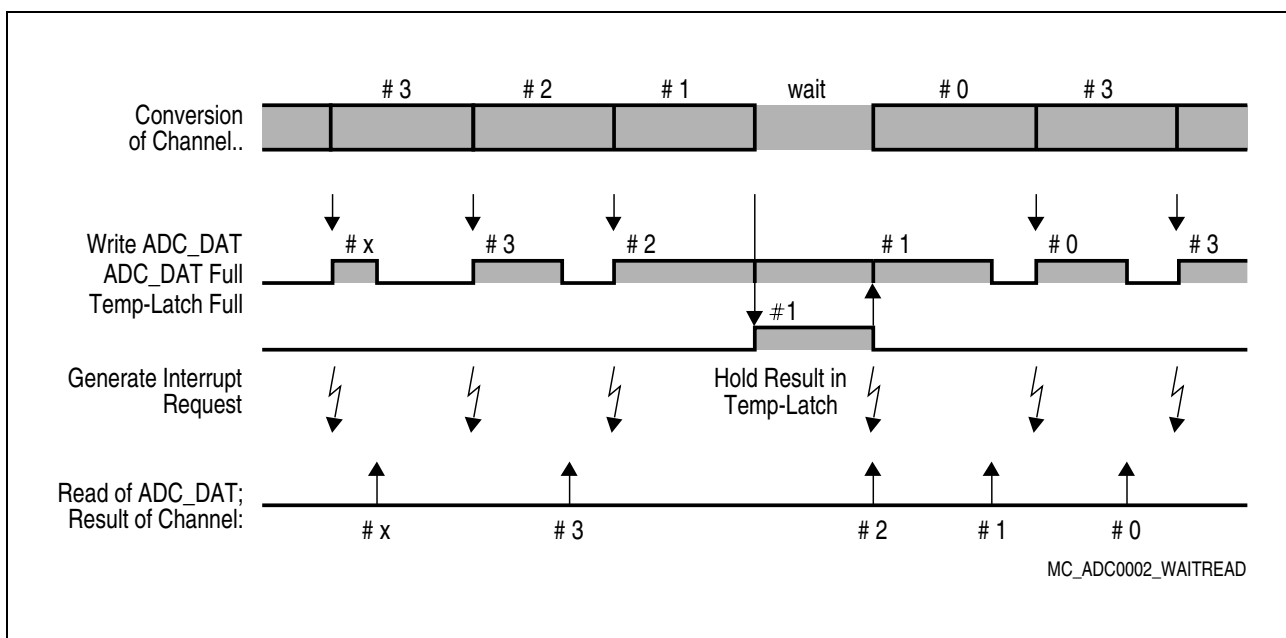 # 3 # 2 # 1 wait # 0 # 3
Conversion
of Channel..
Write ADC_DAT
# x # 3 # 2 # 1 # 0 # 3
ADC_DAT Full
Temp-Latch Full
#1
Generate Interrupt
Request
Hold Result in
Temp-Latch
Read of ADC_DAT;
Result of Channel:
# x # 3 # 2 # 1 # 0
MC_ADC0002_WAITREAD